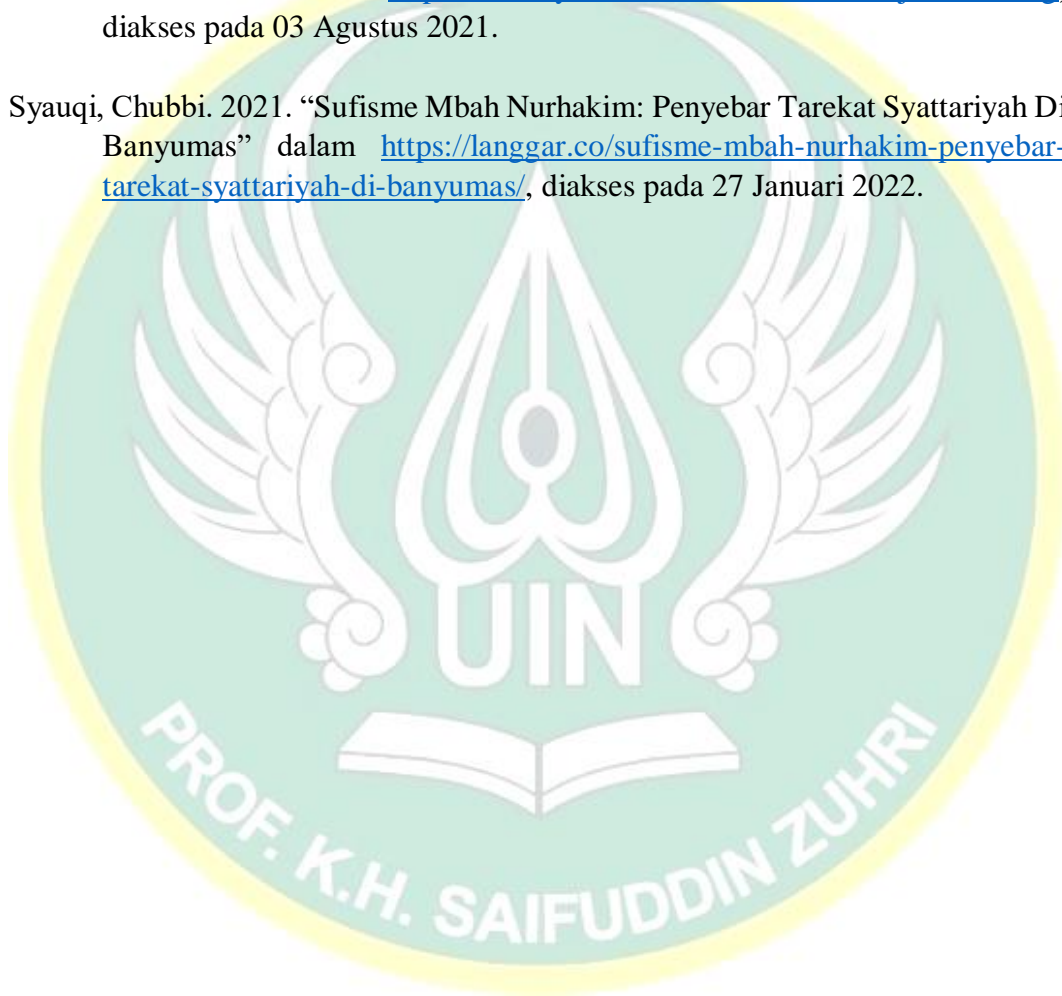 diakses pada 03 Agustus 2021.
Syauqi, Chubbi. 2021. “Sufisme Mbah Nurhakim: Penyebar Tarekat Syattariyah Di
Banyumas” dalam https://langgar.co/sufisme-mbah-nurhakim-penyebar-
tarekat-syattariyah-di-banyumas/, diakses pada 27 Januari 2022.
UIN
PROF. K.H. SAIFUDDIN ZUHRI